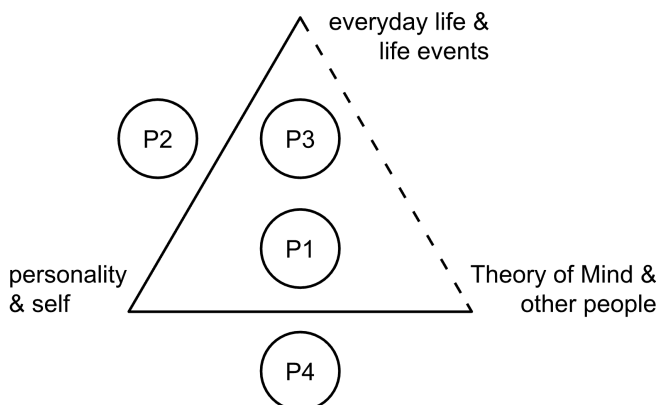 everyday life &
life events
P2
P3
P1
personality
& self
Theory of Mind &
other people
P4